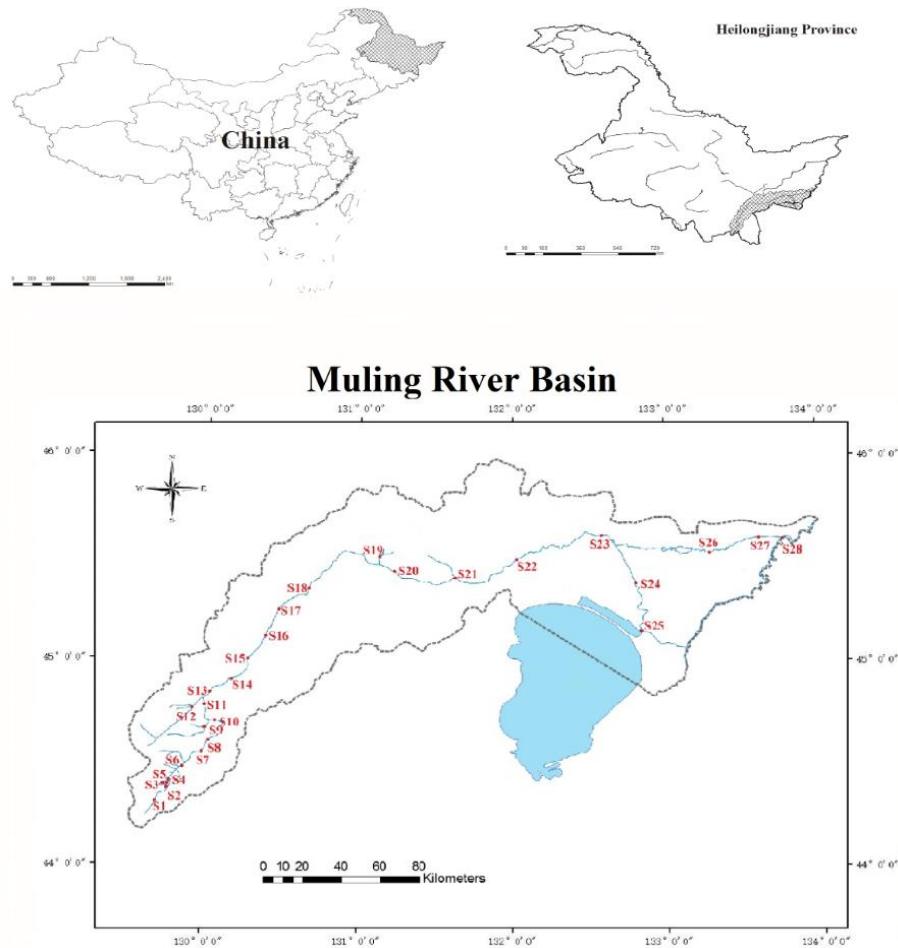 Heilongjiang Province
China
Muling River Basin
130° 0' 0" 131° 0' 0" 132° 0' 0" 133° 0' 0" 134° 0' 0"
46° 0' 0" 46° 0' 0"
N
W E
S
S19
S20
S21
S22
S23
S26
S27
S28
S24
S18
S17
S25
S16
45° 0' 0" 45° 0' 0"
S15
S14
S13
S11
S12
S10
S9
S8
S7
S6
S5
S4
S3
S2
S1
44° 0' 0" 44° 0' 0"
0 10 20 40 60 80
Kilometers
130° 0' 0" 131° 0' 0" 132° 0' 0" 133° 0' 0" 134° 0' 0"